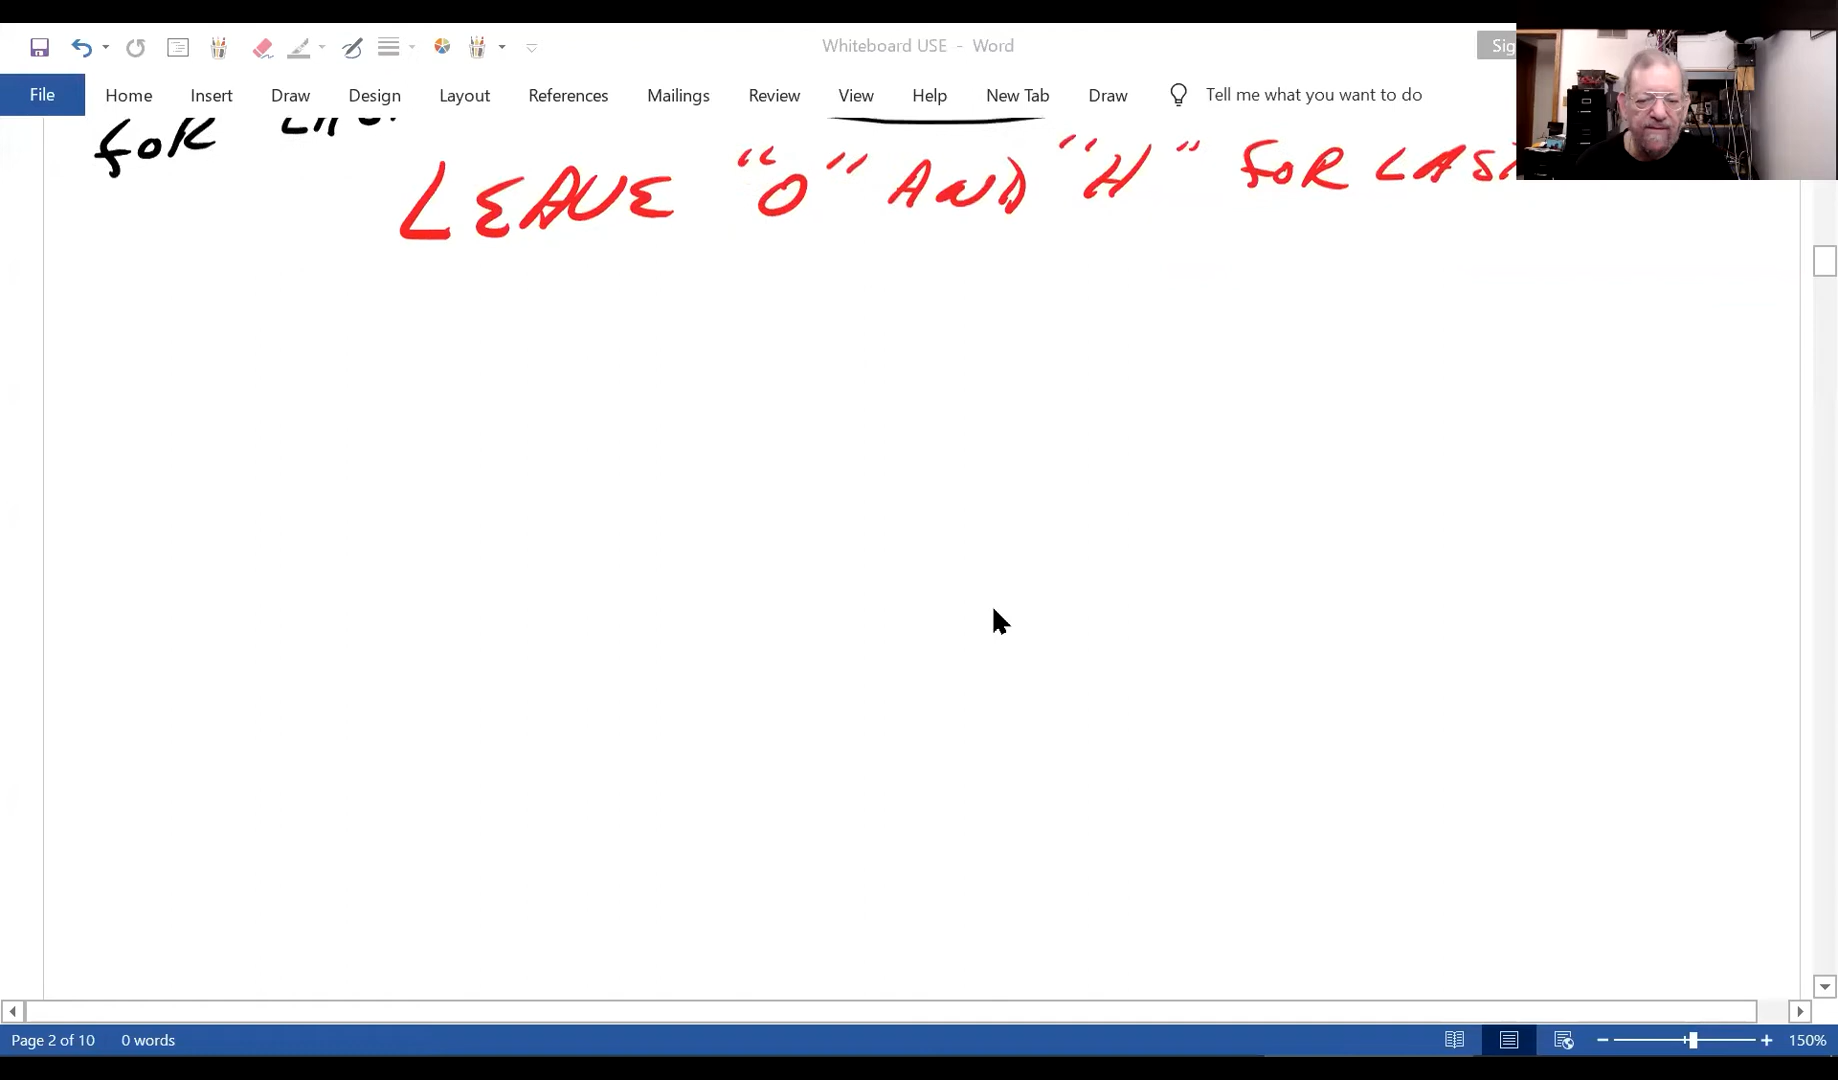 Whiteboard USE - Word
File Home Insert Draw Design Layout References Mailings Review View Help New Tab Draw Tell me what you want to do
FOR
LEAVE "O" AND "H" FOR
Page 2 of 10 0 words 150%